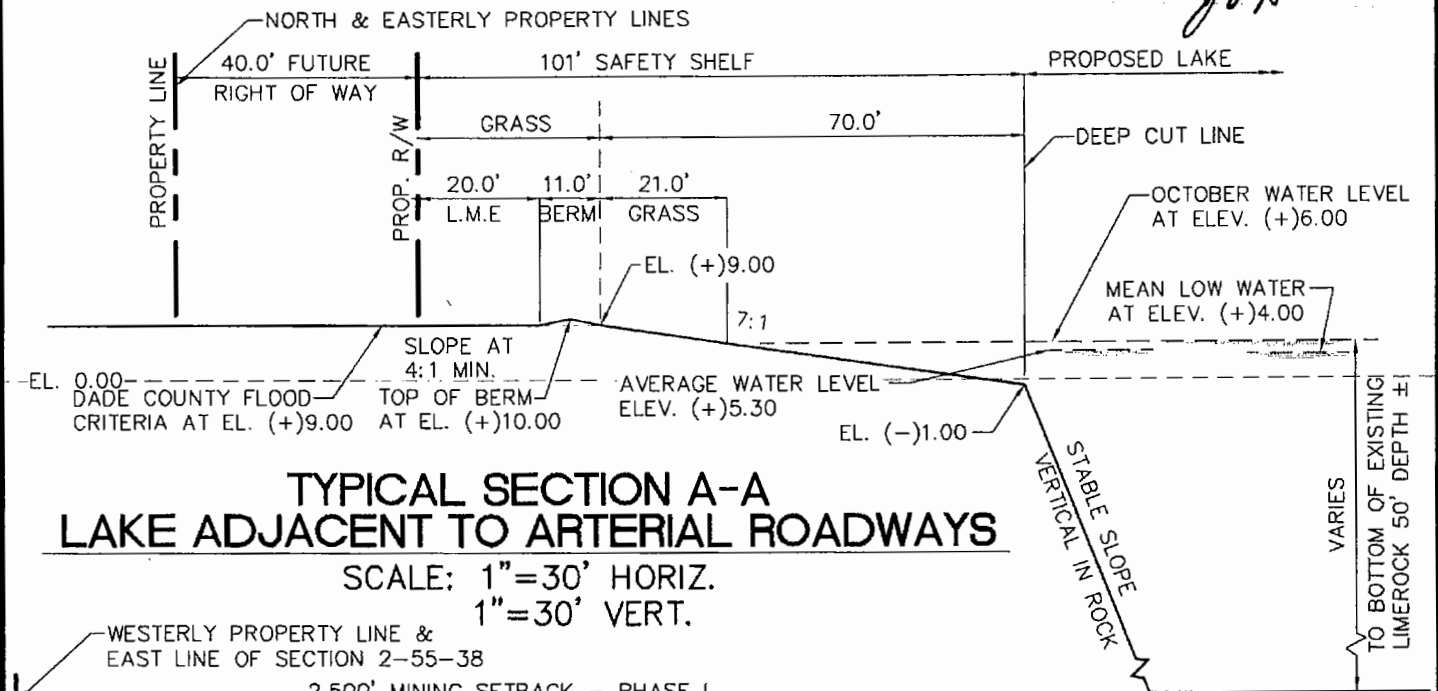 NORTH & EASTERLY PROPERTY LINES
PROPERTY LINE
40.0' FUTURE
RIGHT OF WAY
PROP. R/W
101' SAFETY SHELF
PROPOSED LAKE
GRASS
70.0'
DEEP CUT LINE
20.0'
L.M.E
11.0'
BERM
21.0'
GRASS
OCTOBER WATER LEVEL
AT ELEV. (+)6.00
EL. (+)9.00
MEAN LOW WATER
AT ELEV. (+)4.00
7:1
SLOPE AT
4:1 MIN.
EL. 0.00
DADE COUNTY FLOOD
CRITERIA AT EL. (+)9.00
TOP OF BERM
AT EL. (+)10.00
AVERAGE WATER LEVEL
ELEV. (+)5.30
EL. (-)1.00
STABLE SLOPE
VERTICAL IN ROCK
VARIES
TO BOTTOM OF EXISTING
LIMEROCK 50' DEPTH ±
TYPICAL SECTION A-A
LAKE ADJACENT TO ARTERIAL ROADWAYS
SCALE: 1"=30' HORIZ.
1"=30' VERT.
WESTERLY PROPERTY LINE &
EAST LINE OF SECTION 2-55-38
2,500' MINING SETBACK - PHASE I